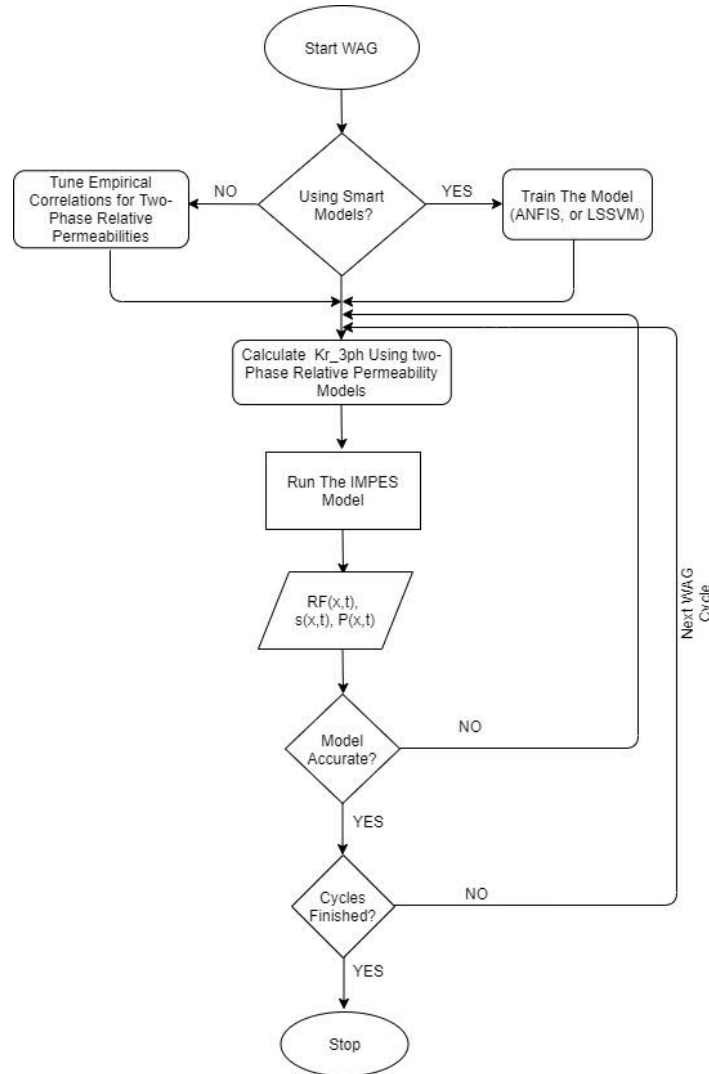 Start WAG
Using Smart
Models?
NO
YES
Tune Empirical
Correlations for Two-
Phase Relative
Permeabilities
Train The Model
(ANFIS, or LSSVM)
Calculate Kr_3ph Using two-
Phase Relative Permeability
Models
Run The IMPES
Model
RF(x,t),
s(x,t), P(x,t)
Model
Accurate?
NO
YES
Cycles
Finished?
NO
Next WAG
Cycle
YES
Stop